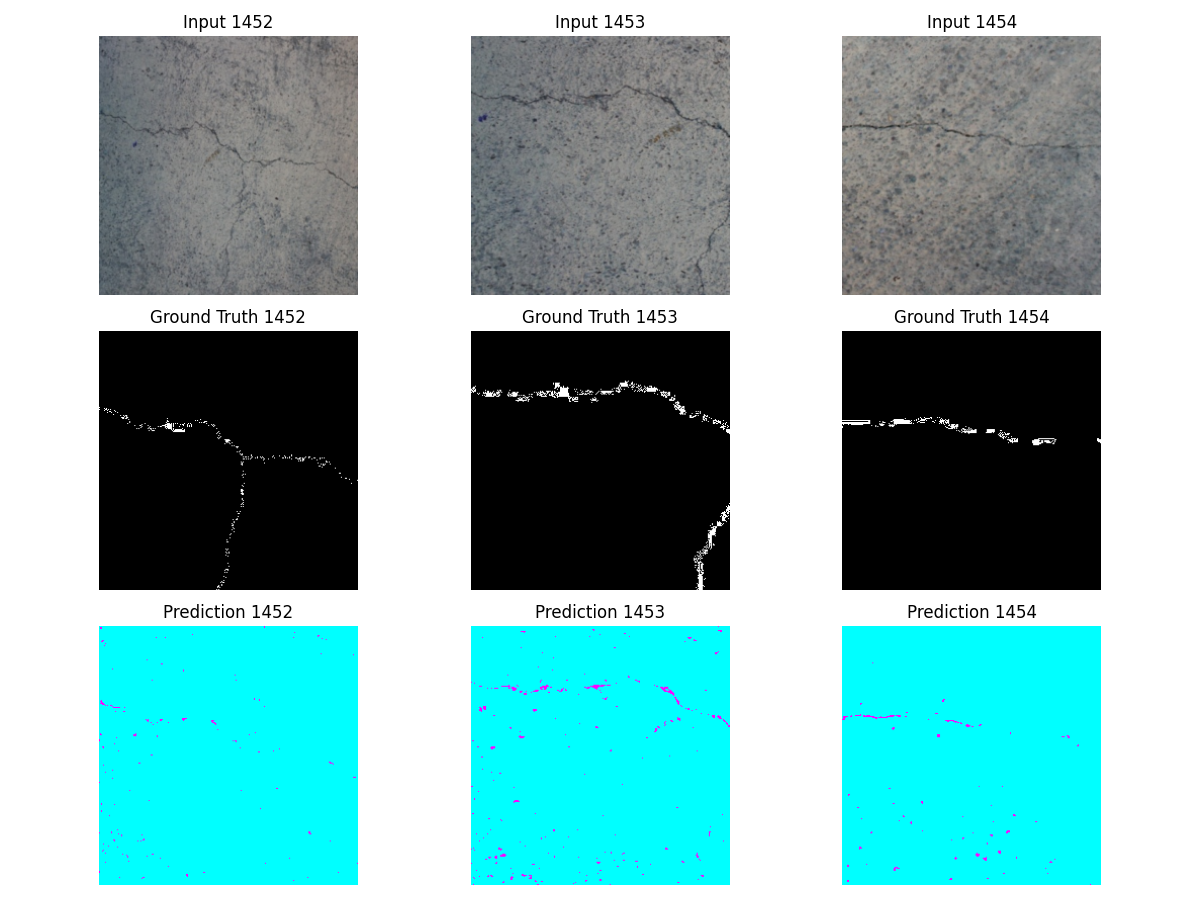 Input 1452
Input 1453
Input 1454
Ground Truth 1452
Ground Truth 1453
Ground Truth 1454
Prediction 1452
Prediction 1453
Prediction 1454